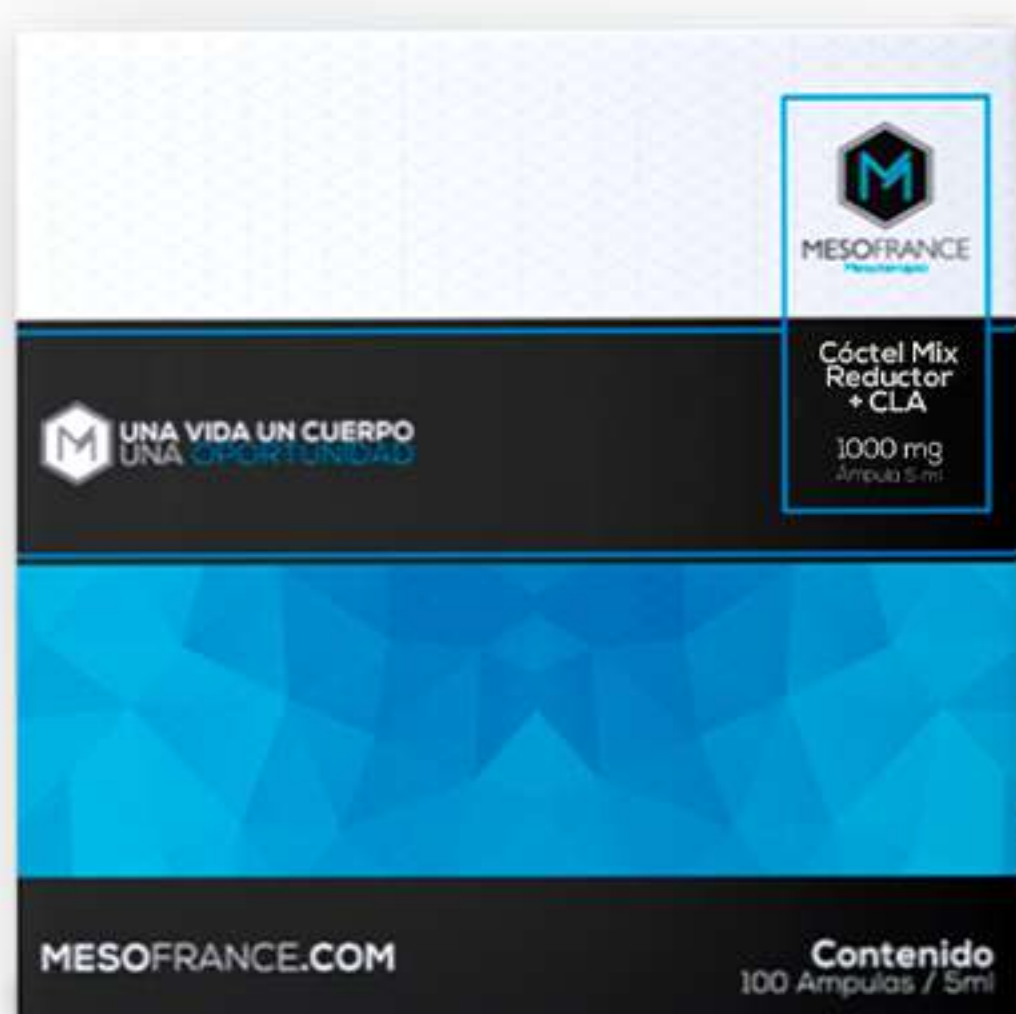 MESOFRANCE
Mesoterapia
Cóctel Mix
Reductor
+ CLA
1000 mg
Ampula 5 ml
UNA VIDA UN CUERPO
UNA OPORTUNIDAD
MESOFRANCE.COM
Contenido
100 Ampulas / 5ml